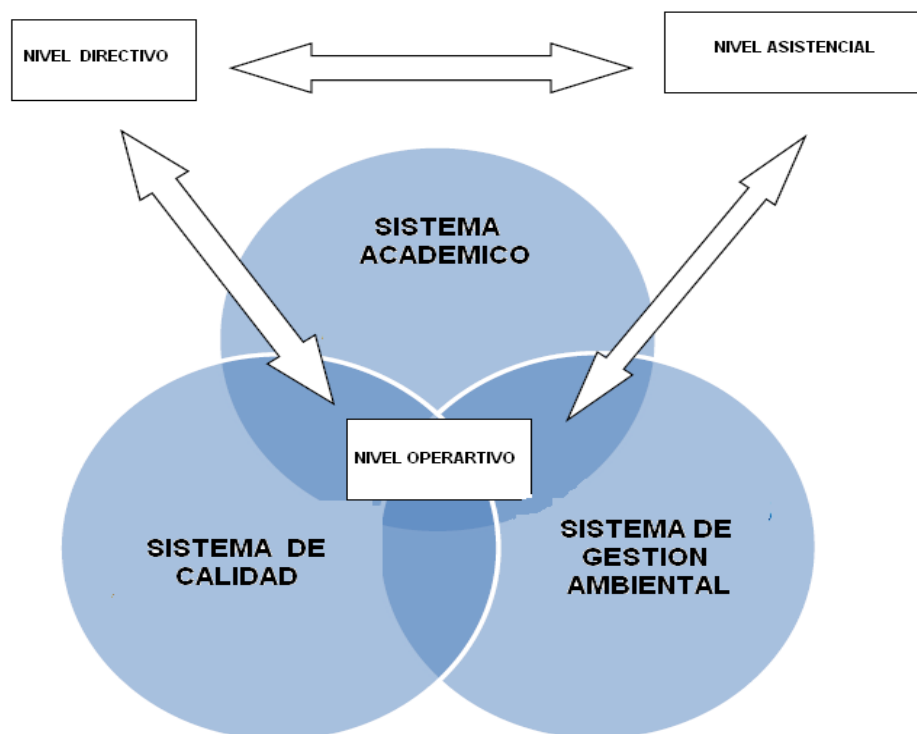 NIVEL DIRECTIVO
NIVEL ASISTENCIAL
SISTEMA
ACADEMICO
NIVEL OPERARTIVO
SISTEMA DE
CALIDAD
SISTEMA DE
GESTION
AMBIENTAL